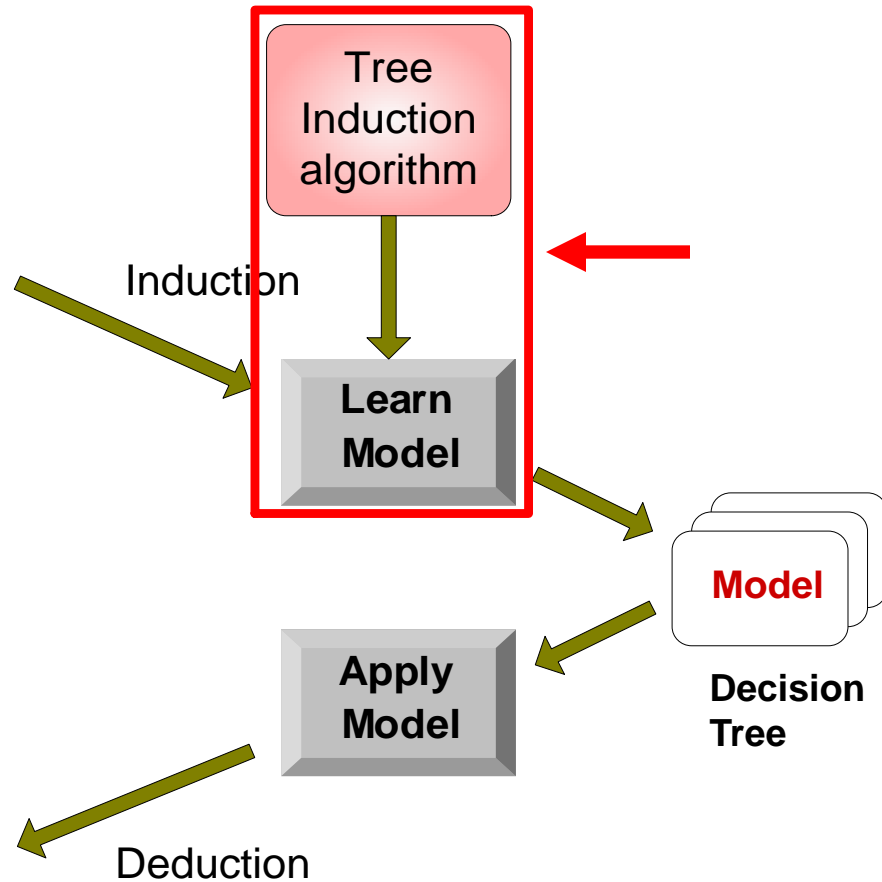 Tree
Induction
algorithm
Induction
Learn
Model
Model
Decision
Tree
Apply
Model
Deduction